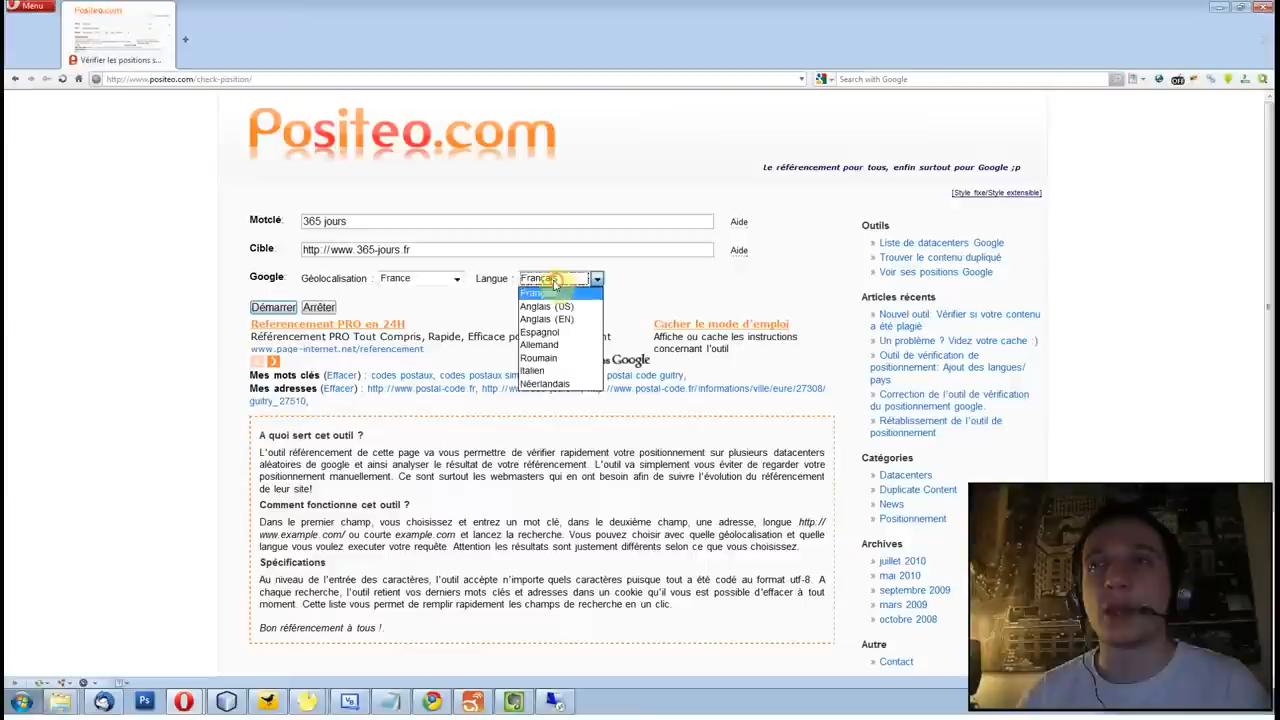 Menu
Positeo.com
Vérifier les positions s...
http://www.positeo.com/check-position/
Search with Google
Positeo.com
Le référencement pour tous, enfin surtout pour Google ;p
[Style fixe/Style extensible]
Motclé:
365 jours
Aide
Cible:
http://www.365-jours.fr
Aide
Google:
Géolocalisation :
France
Langue :
Français
Français
Anglais (US)
Anglais (EN)
Espagnol
Allemand
Roumain
Italien
Néerlandais
Démarrer
Arrêter
Referencement PRO en 24H
Référencement PRO Tout Compris, Rapide, Efficace
www.page-internet.net/referencement
Cacher le mode d'emploi
Affiche ou cache les instructions
concernant l'outil
Google
Mes mots clés (Effacer) : codes postaux, codes postaux postal code guitry,
Mes adresses (Effacer) : http://www.postal-code.fr, http://www.postal-code.fr/informations/ville/eure/27308/
guitry_27510,
A quoi sert cet outil ?
L'outil référencement de cette page va vous permettre de vérifier rapidement votre positionnement sur plusieurs datacenters
aléatoires de google et ainsi analyser le résultat de votre référencement. L'outil va simplement vous éviter de regarder votre
positionnement manuellement. Ce sont surtout les webmasters qui en ont besoin afin de suivre l'évolution du référencement
de leur site!
Comment fonctionne cet outil ?
Dans le premier champ, vous choisissez et entrez un mot clé, dans le deuxième champ, une adresse, longue http://
www.example.com/ ou courte example.com et lancez la recherche. Vous pouvez choisir avec quelle géolocalisation et quelle
langue vous voulez executer votre requête. Attention les résultats sont justement différents selon ce que vous choisissez.
Spécifications
Au niveau de l'entrée des caractères, l'outil accèpte n'importe quels caractères puisque tout a été codé au format utf-8. A
chaque recherche, l'outil retient vos derniers mots clés et adresses dans un cookie qu'il vous est possible d'effacer à tout
moment. Cette liste vous permet de remplir rapidement les champs de recherche en un clic.
Bon référencement à tous !
Outils
» Liste de datacenters Google
» Trouver le contenu dupliqué
» Voir ses positions Google
Articles récents
» Nouvel outil: Vérifier si votre contenu
a été plagié
» Un problème ? Videz votre cache :)
» Outil de vérification de
positionnement: Ajout des langues/
pays
» Correction de l'outil de vérification
du positionnement google.
» Rétablissement de l'outil de
positionnement
Catégories
» Datacenters
» Duplicate Content
» News
» Positionnement
Archives
» juillet 2010
» mai 2010
» septembre 2009
» mars 2009
» octobre 2008
Autre
» Contact